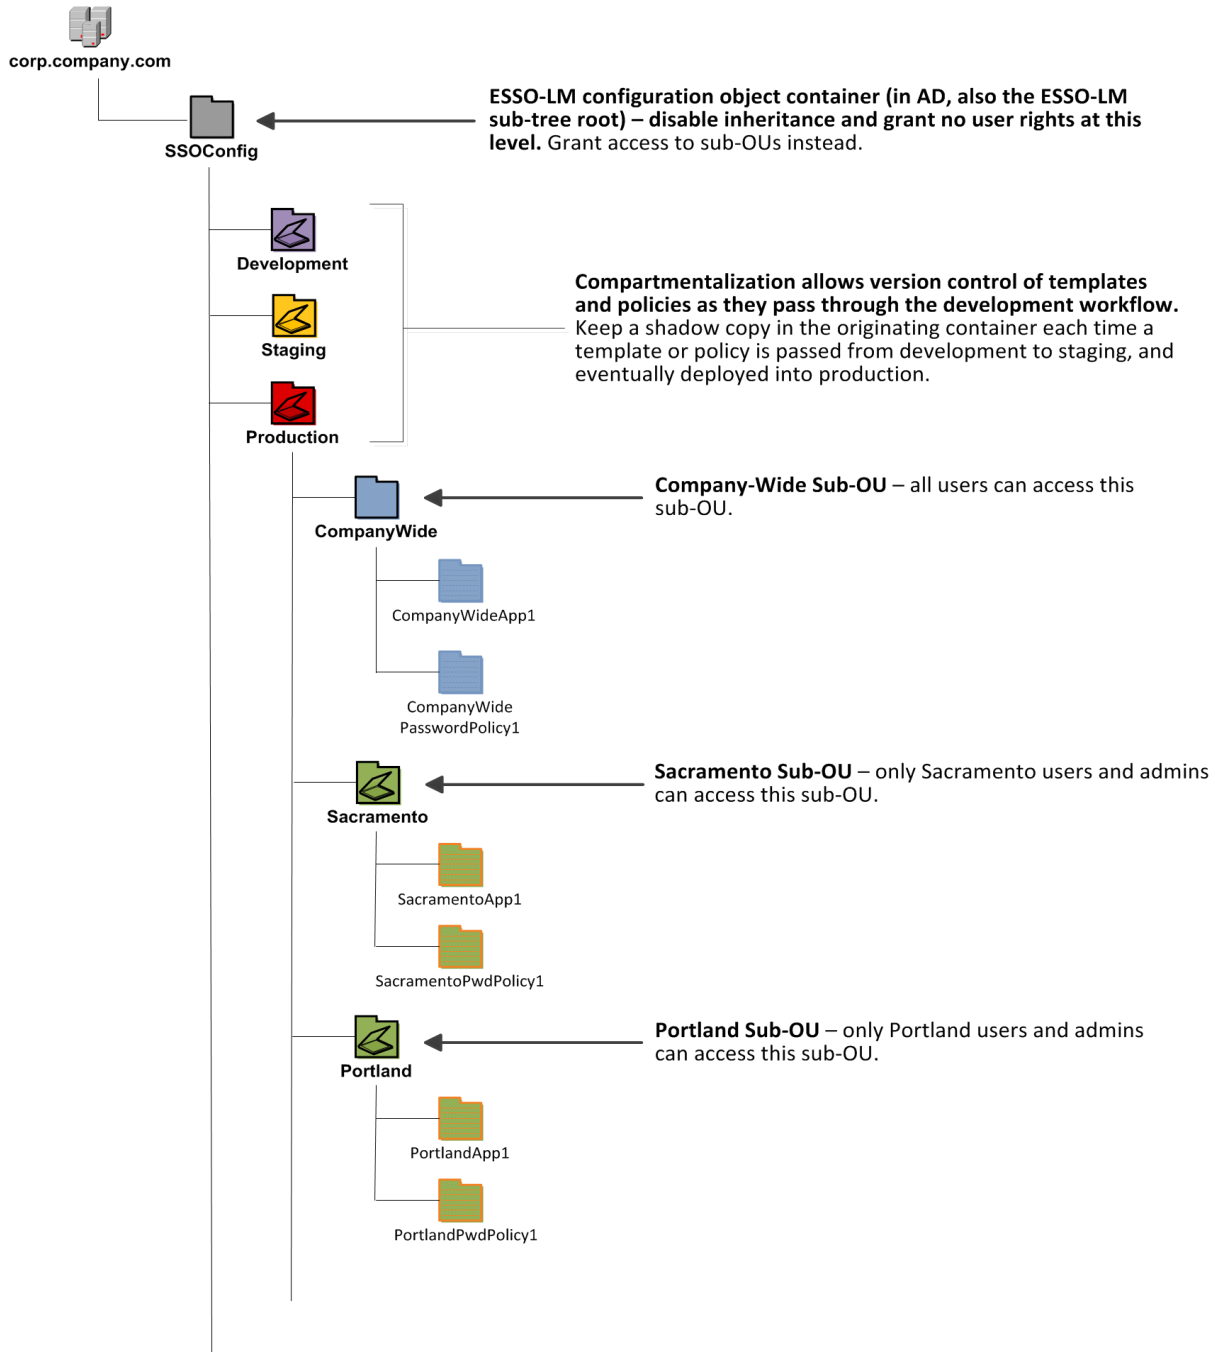 corp.company.com
ESSO-LM configuration object container (in AD, also the ESSO-LM
sub-tree root) – disable inheritance and grant no user rights at this
level. Grant access to sub-OUs instead.
SSOConfig
Development
Compartmentalization allows version control of templates
and policies as they pass through the development workflow.
Keep a shadow copy in the originating container each time a
template or policy is passed from development to staging, and
eventually deployed into production.
Staging
Production
Company-Wide Sub-OU – all users can access this
sub-OU.
CompanyWide
CompanyWideApp1
CompanyWide
PasswordPolicy1
Sacramento Sub-OU – only Sacramento users and admins
can access this sub-OU.
Sacramento
SacramentoApp1
SacramentoPwdPolicy1
Portland Sub-OU – only Portland users and admins
can access this sub-OU.
Portland
PortlandApp1
PortlandPwdPolicy1